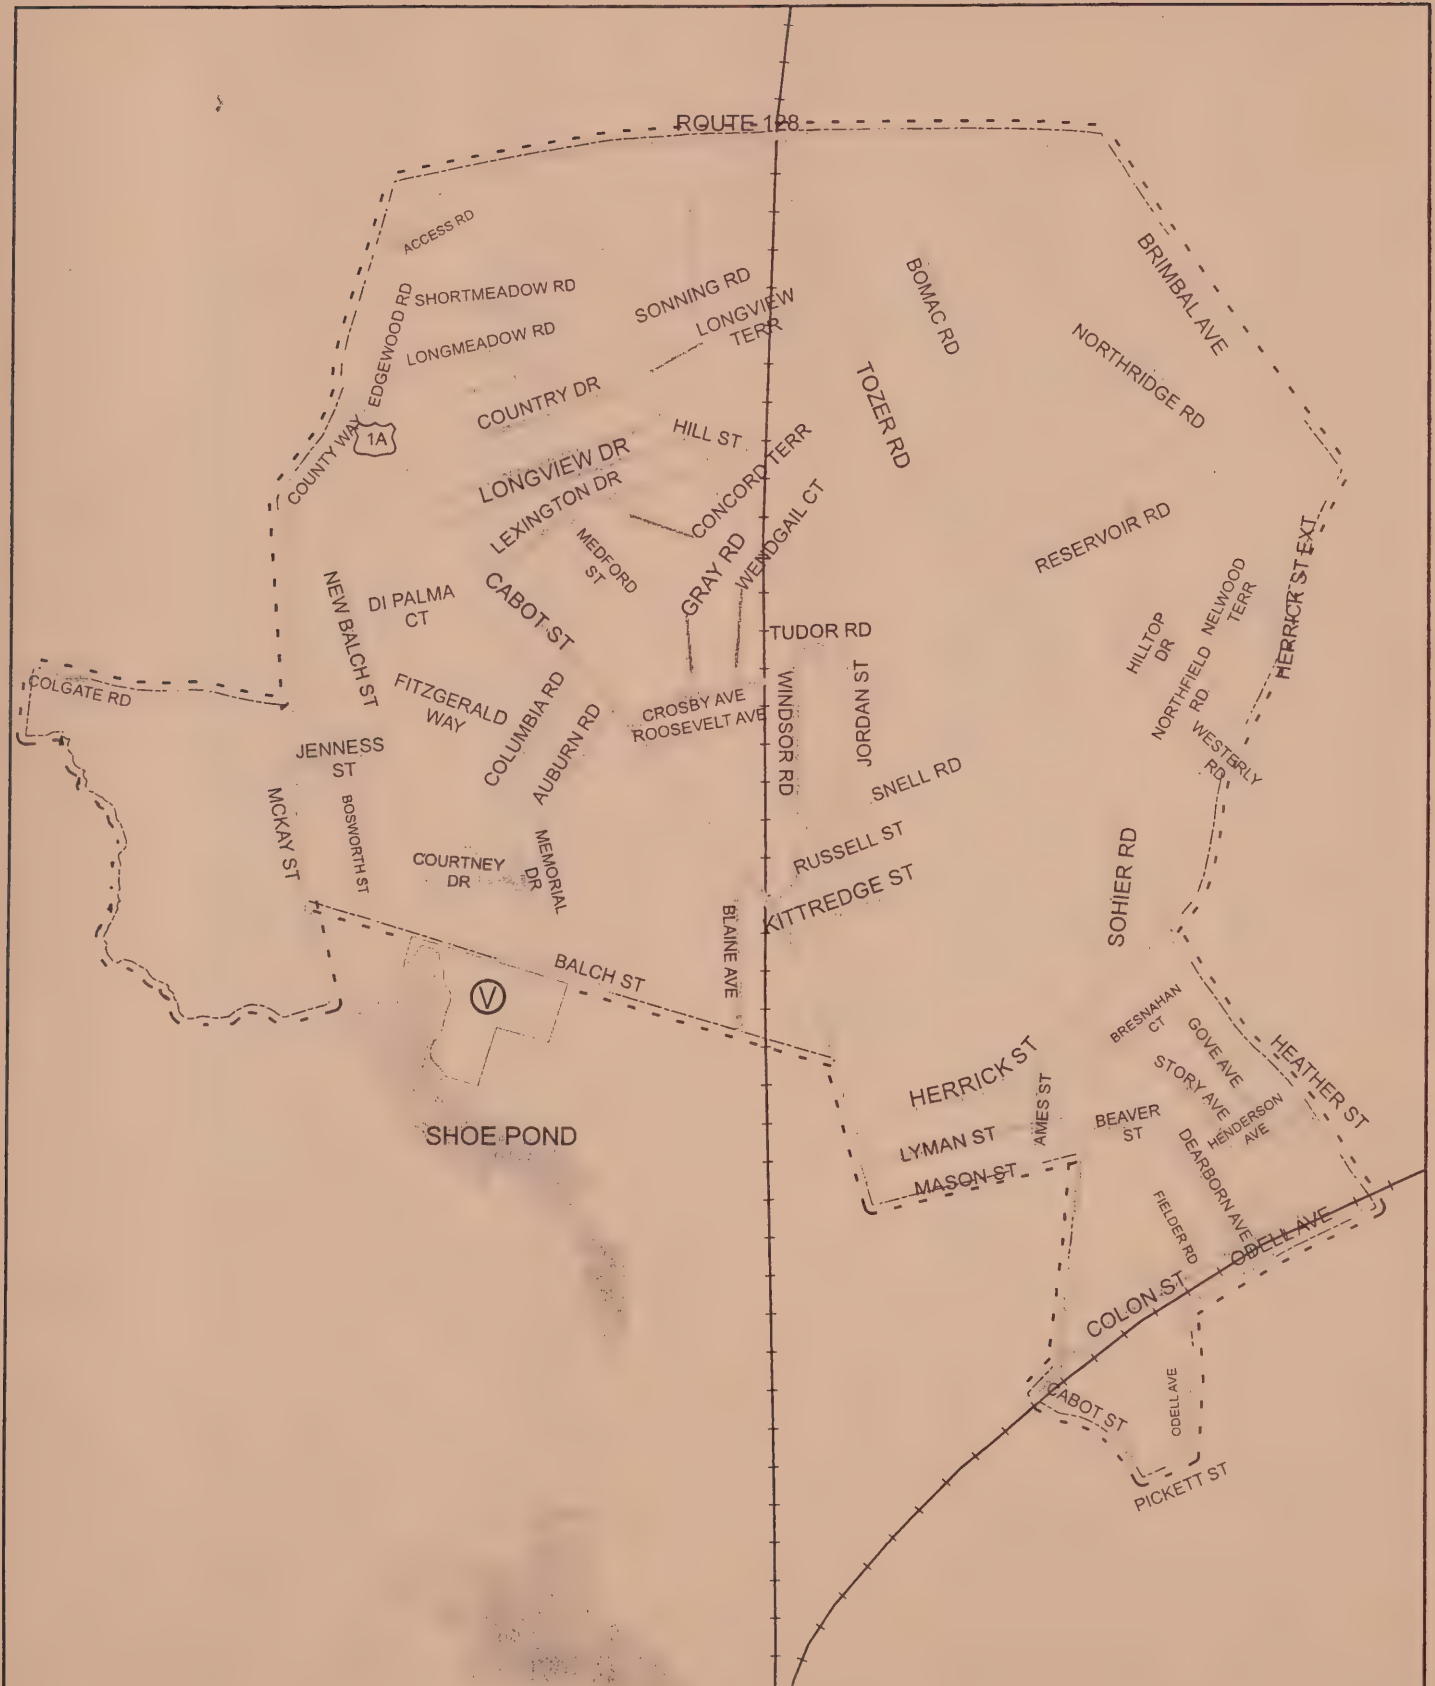 ROUTE 128
ACCESS RD
SHORTMEADOW RD
EDGEWOOD RD
LONGMEADOW RD
SONNING RD
LONGVIEW
TERR
BOMAC RD
BRIMBAL AVE
NORTHRIDGE RD
TOZER RD
COUNTRY DR
COUNTY WAY
1A
HILL ST
LONGVIEW DR
LEXINGTON DR
CONCORD TERR
WENDGAIL CT
GRAY RD
MEDFORD
ST
RESERVOIR RD
HERRICK ST EXT
NEW BALCH ST
DI PALMA
CT
CABOT ST
TUDOR RD
HILLTOP
DR
NELWOOD
TERR
NORTHFIELD
RD
WESTERLY
RD
COLGATE RD
FITZGERALD
WAY
COLUMBIA RD
AUBURN RD
CROSBY AVE
ROOSEVELT AVE
WINDSOR RD
JORDAN ST
JENNESS
ST
MCKAY ST
BOSWORTH ST
COURTNEY
DR
MEMORIAL
DR
SNELL RD
RUSSELL ST
KITTREDGE ST
BLAINE AVE
SOHIER RD
BALCH ST
V
SHOE POND
BRESNAHAN
CT
GOVE AVE
HEATHER ST
HERRICK ST
AMES ST
STORY AVE
HENDERSON
AVE
BEAVER
ST
LYMAN ST
MASON ST
DEARBORN AVE
FIELDER RD
ODELL AVE
COLON ST
CABOT ST
ODELL AVE
PICKETT ST